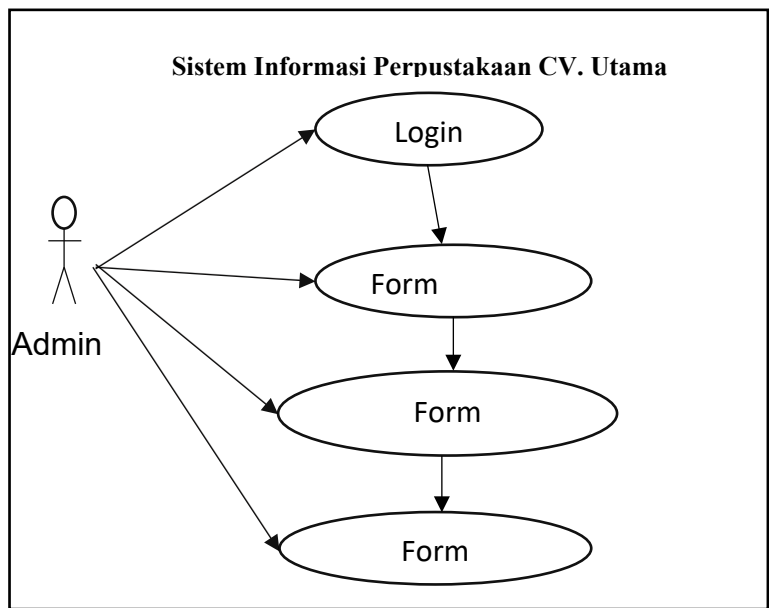 Sistem Informasi Perpustakaan CV. Utama
Login
Form
Admin
Form
Form